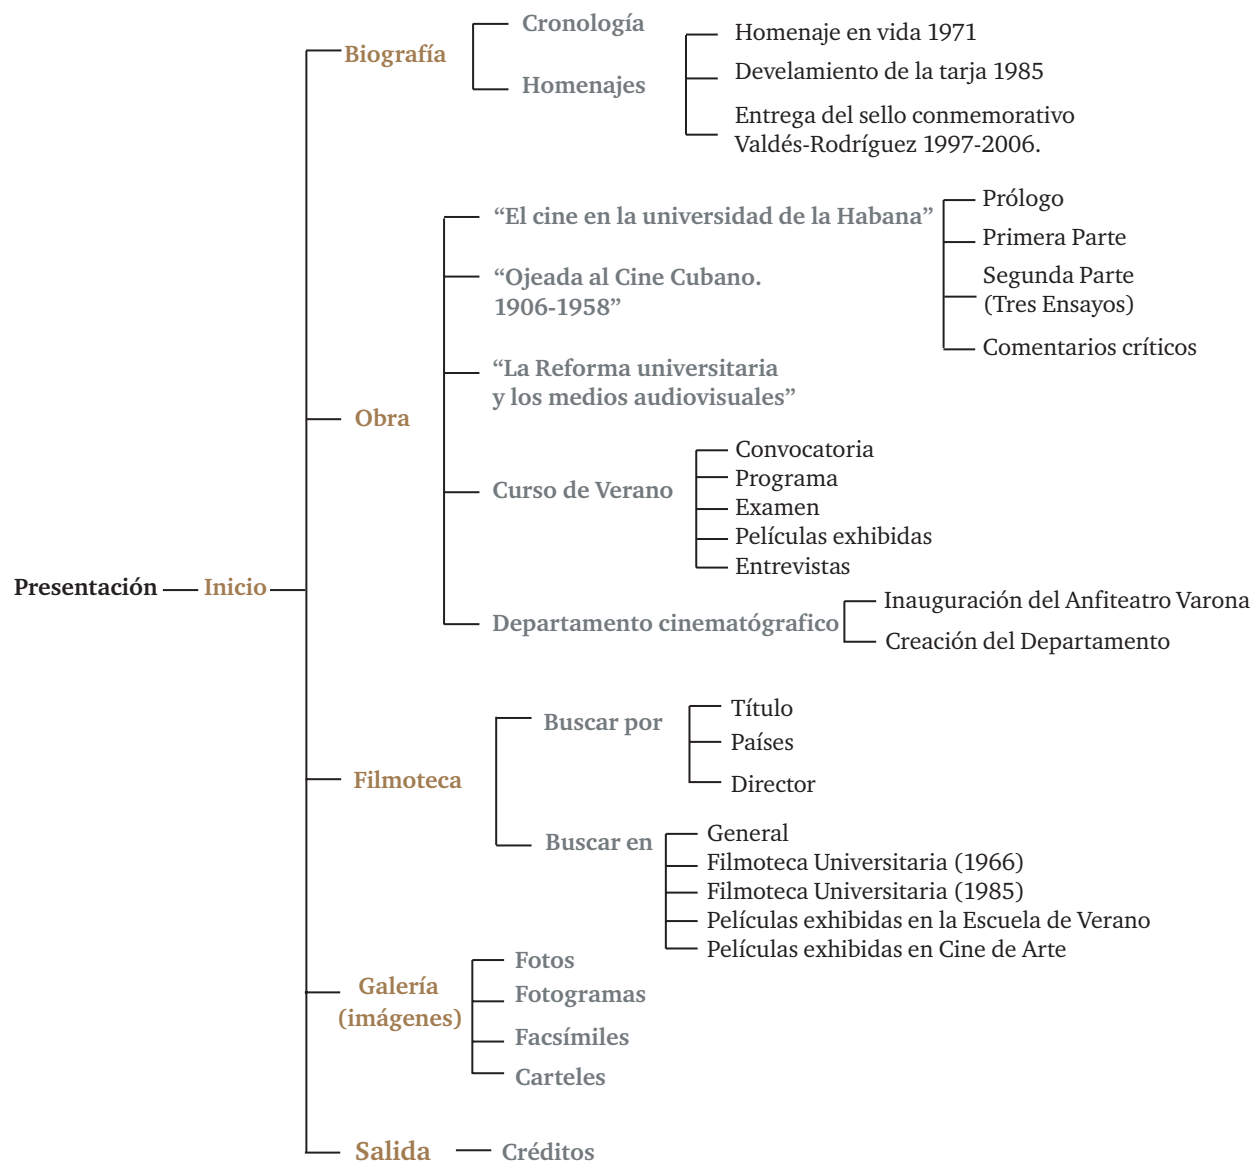 Presentación
Inicio
Biografía
Cronología
Homenajes
Homenaje en vida 1971
Develamiento de la tarja 1985
Entrega del sello conmemorativo
Valdés-Rodríguez 1997-2006.
Obra
“El cine en la universidad de la Habana”
Prólogo
Primera Parte
Segunda Parte
(Tres Ensayos)
Comentarios críticos
“Ojeada al Cine Cubano.
1906-1958”
“La Reforma universitaria
y los medios audiovisuales”
Curso de Verano
Convocatoria
Programa
Examen
Películas exhibidas
Entrevistas
Departamento cinematógrafico
Inauguración del Anfiteatro Varona
Creación del Departamento
Filmoteca
Buscar por
Título
Países
Director
Buscar en
General
Filmoteca Universitaria (1966)
Filmoteca Universitaria (1985)
Películas exhibidas en la Escuela de Verano
Películas exhibidas en Cine de Arte
Galería
(imágenes)
Fotos
Fotogramas
Facsímiles
Carteles
Salida
Créditos